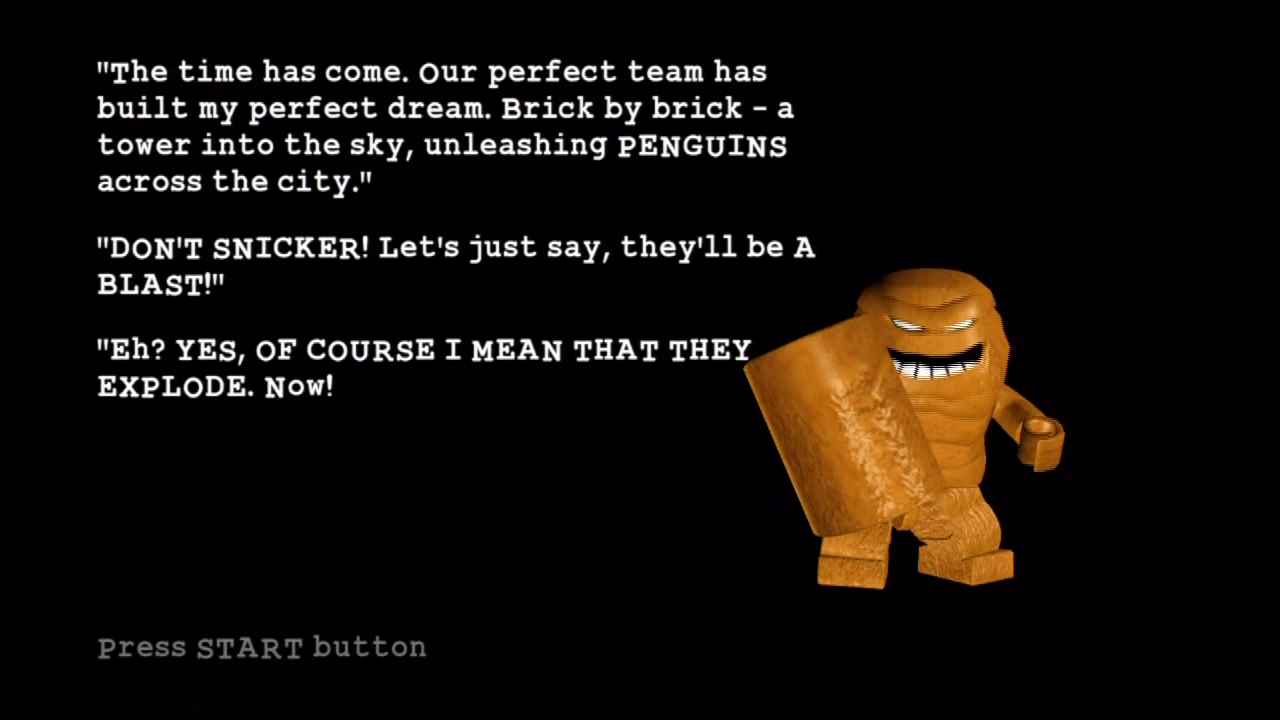 "The time has come. Our perfect team has
built my perfect dream. Brick by brick - a
tower into the sky, unleashing PENGUINS
across the city."
"DON'T SNICKER! Let's just say, they'll be A
BLAST!"
"Eh? YES, OF COURSE I MEAN THAT THEY
EXPLODE. Now!
Press START button